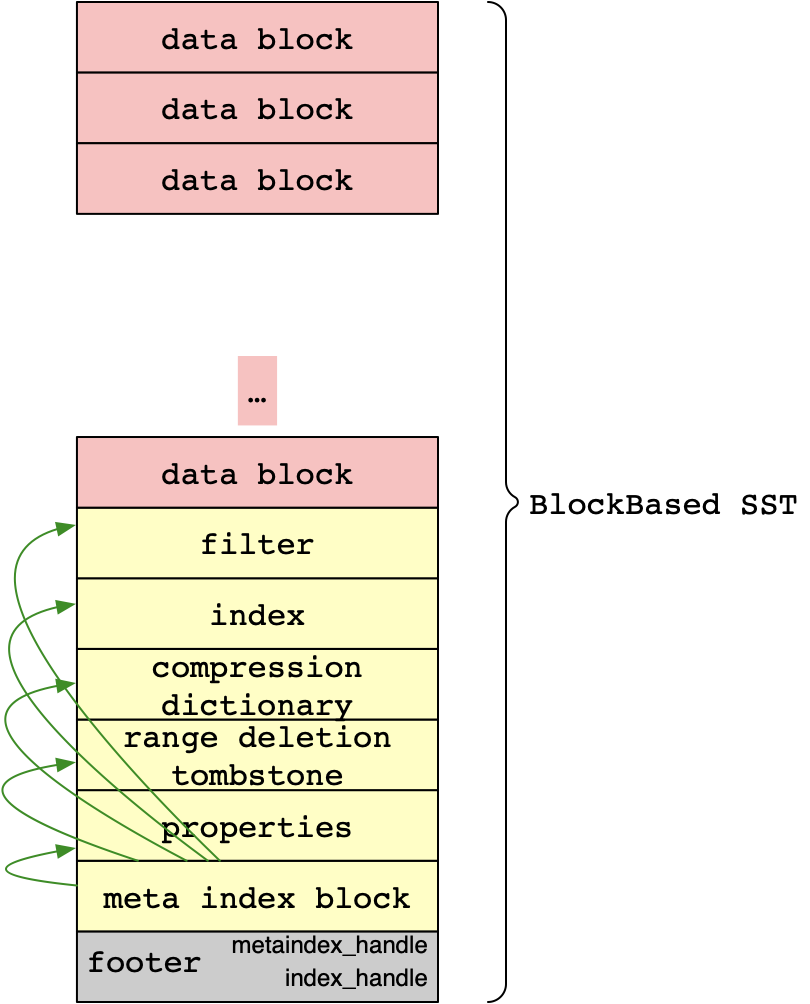 data block
data block
data block
…
data block
filter
index
compression
dictionary
range deletion
tombstone
properties
meta index block
footer
metaindex_handle
index_handle
BlockBased SST